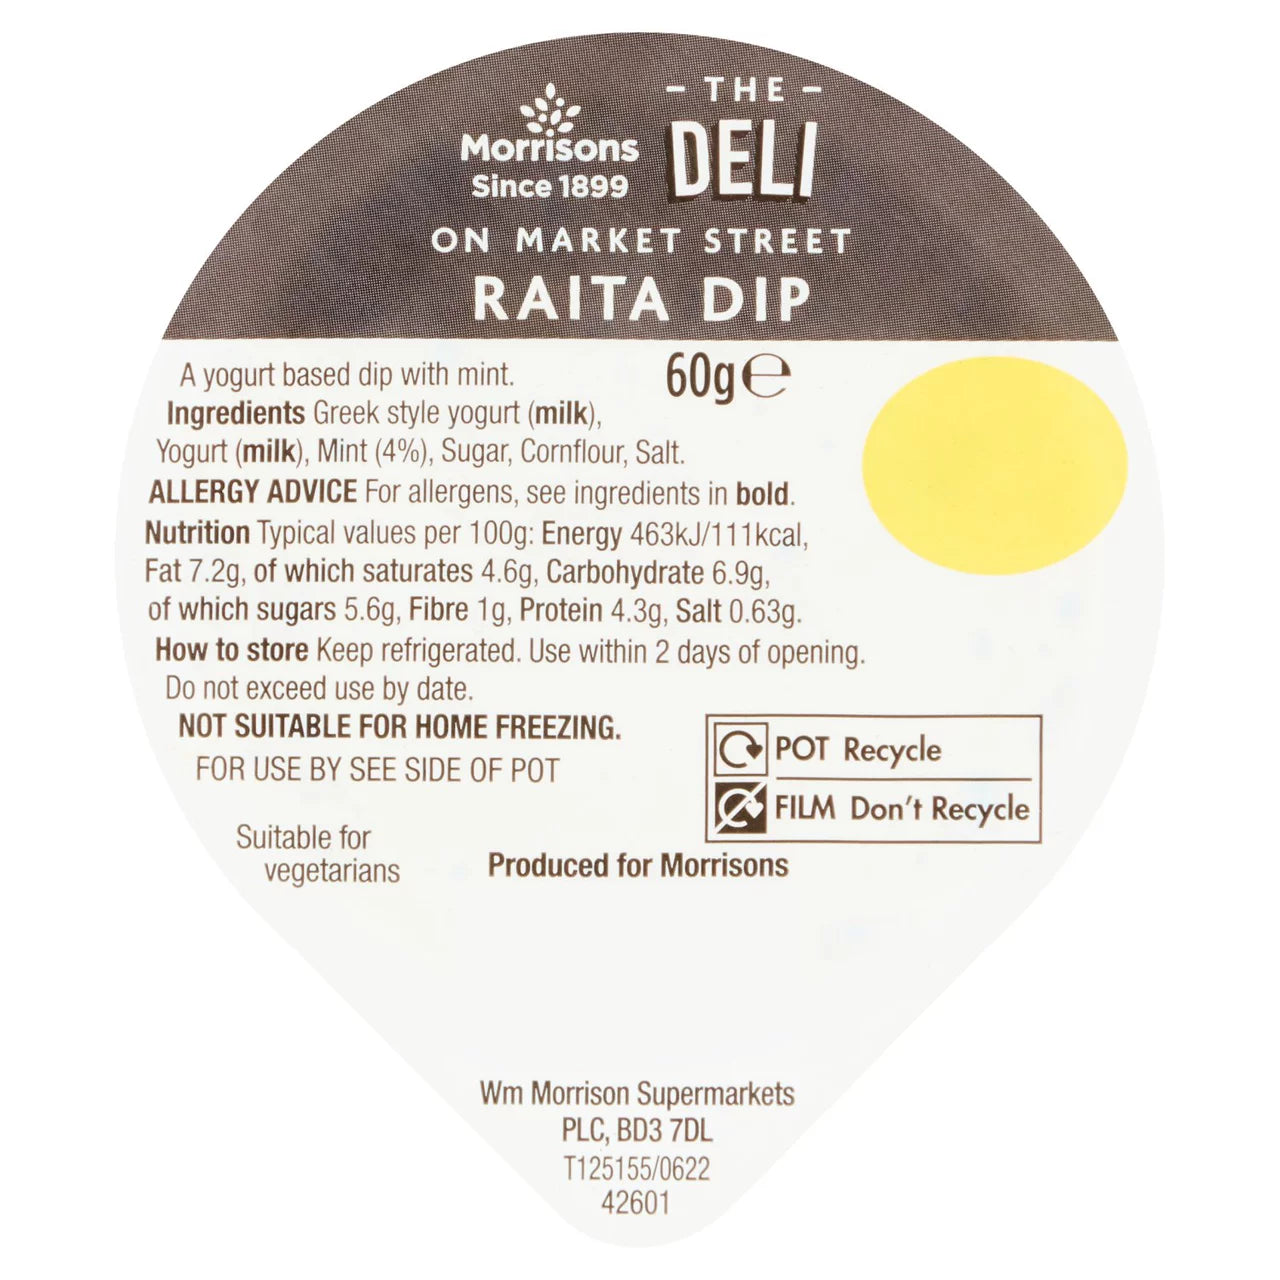 – THE –
Morrisons
DELI
Since 1899
ON MARKET STREET
RAITA DIP
A yogurt based dip with mint.
60g ℮
Ingredients Greek style yogurt (milk),
Yogurt (milk), Mint (4%), Sugar, Cornflour, Salt.
ALLERGY ADVICE For allergens, see ingredients in bold.
Nutrition Typical values per 100g: Energy 463kJ/111kcal,
Fat 7.2g, of which saturates 4.6g, Carbohydrate 6.9g,
of which sugars 5.6g, Fibre 1g, Protein 4.3g, Salt 0.63g.
How to store Keep refrigerated. Use within 2 days of opening.
Do not exceed use by date.
NOT SUITABLE FOR HOME FREEZING.
FOR USE BY SEE SIDE OF POT
POT Recycle
FILM Don't Recycle
Suitable for
vegetarians
Produced for Morrisons
Wm Morrison Supermarkets
PLC, BD3 7DL
T125155/0622
42601